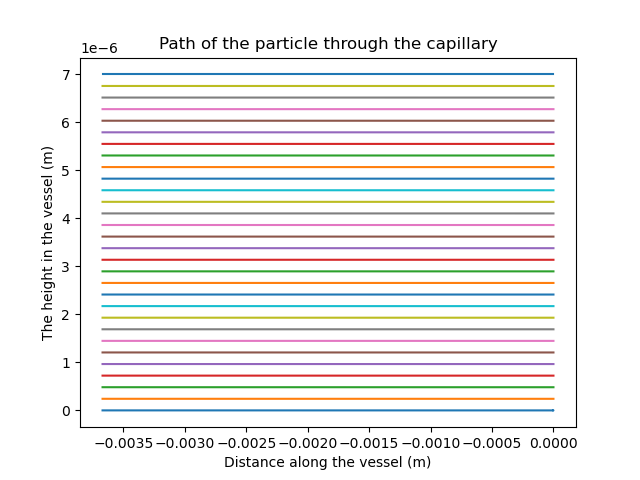 Path of the particle through the capillary
1e−6
The height in the vessel (m)
7
6
5
4
3
2
1
0
−0.0035 −0.0030 −0.0025 −0.0020 −0.0015 −0.0010 −0.0005 0.0000
Distance along the vessel (m)